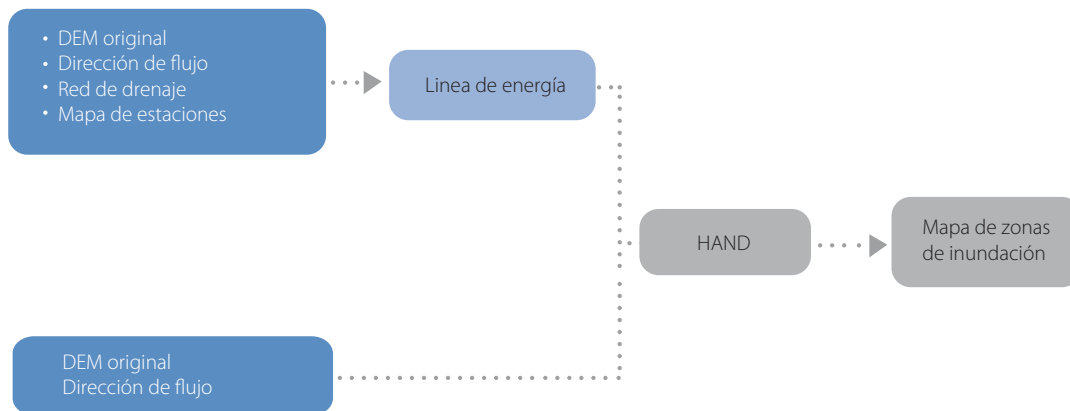 • DEM original
• Dirección de flujo
• Red de drenaje
• Mapa de estaciones
Linea de energía
HAND
Mapa de zonas
de inundación
DEM original
Dirección de flujo